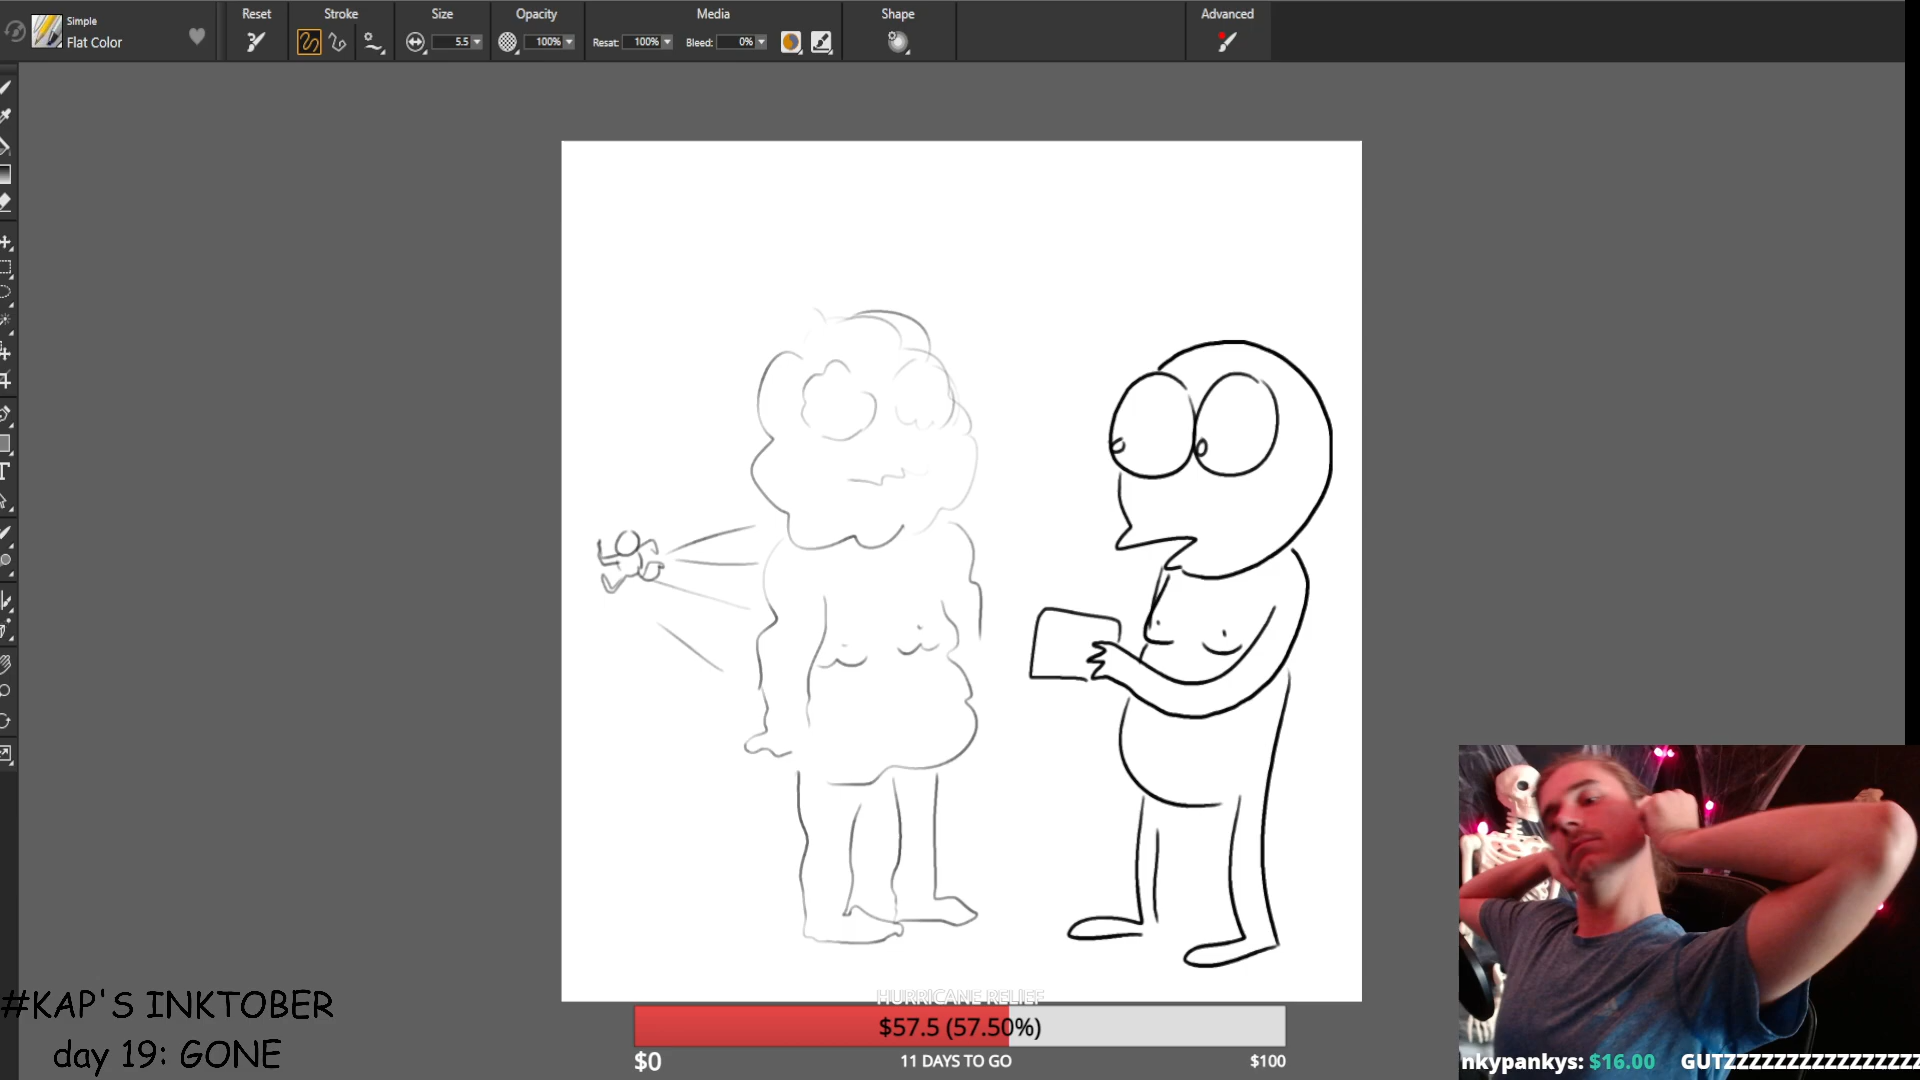 Simple
Flat Color
Reset
Stroke
Size
5.5
Opacity
100%
Media
Resat: 100%
Bleed: 0%
Shape
Advanced
#KAP'S INKTOBER
day 19: GONE
HURRICANE RELIEF
$57.5 (57.50%)
$0
11 DAYS TO GO
$100
nkypankys: $16.00 GUTZZZZZZZZZZZZZZZZ